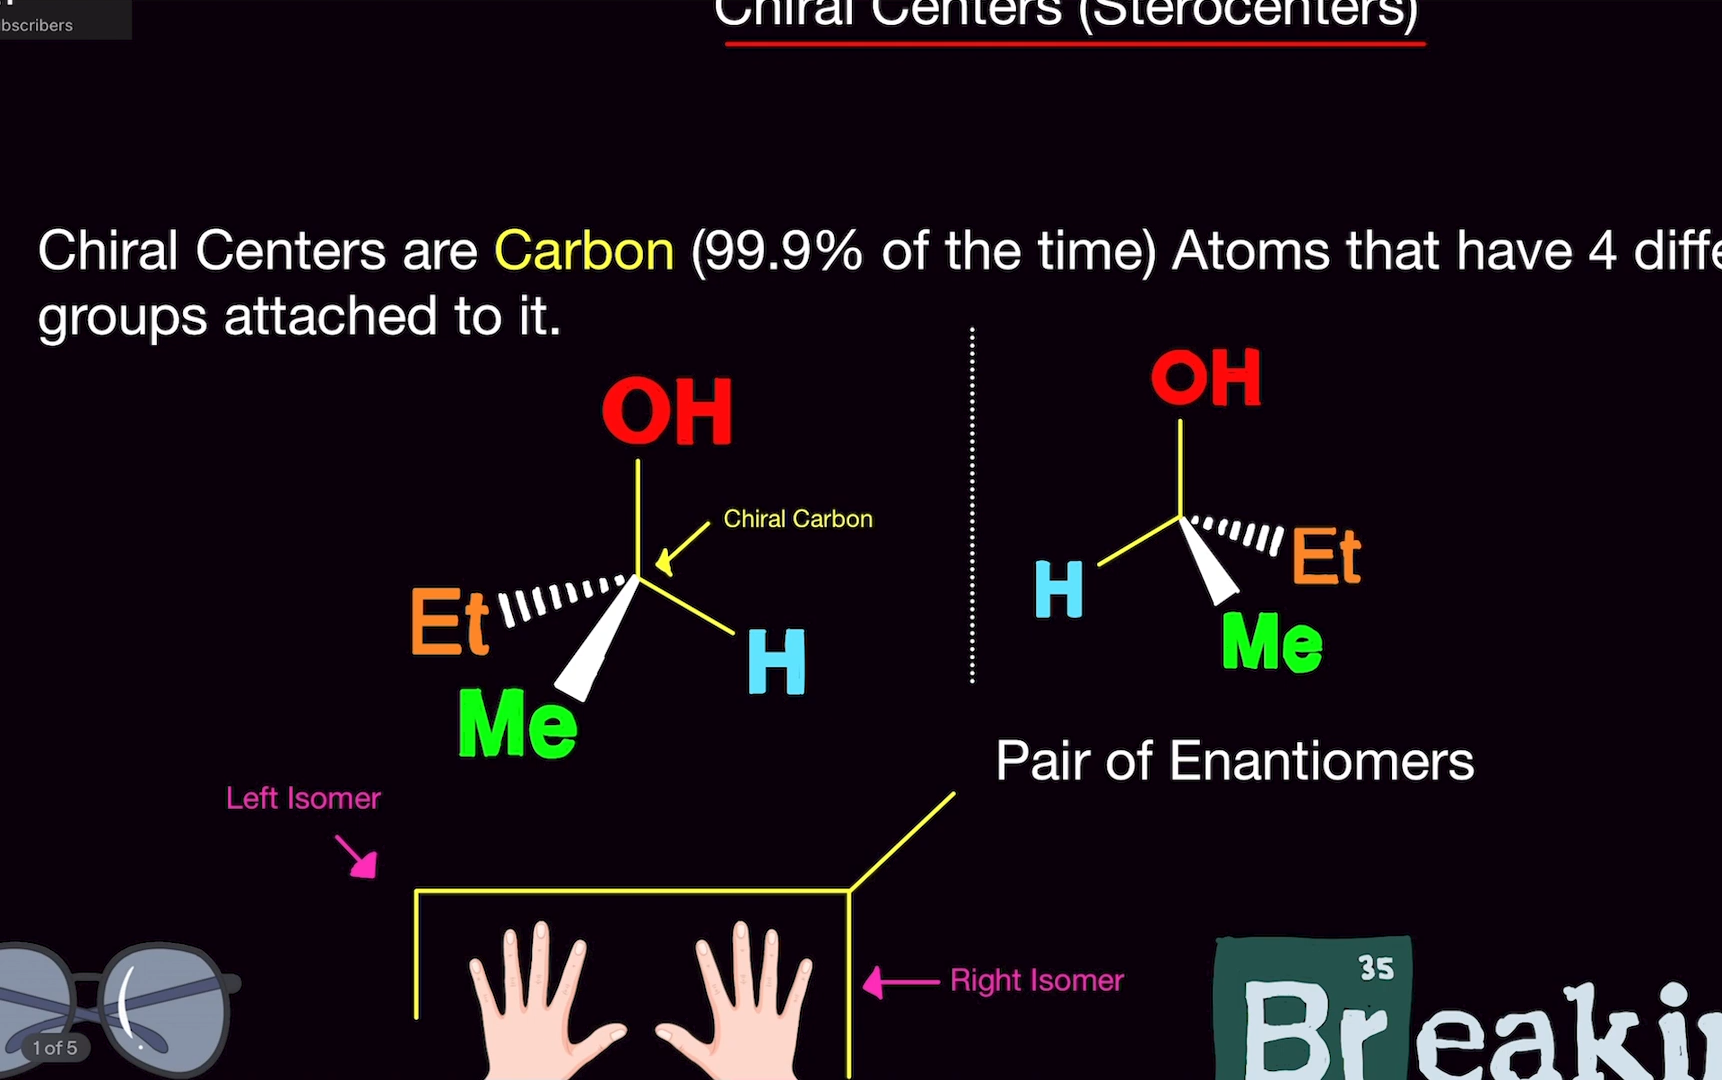 bscribers
Chiral Centers (Sterocenters)
Chiral Centers are Carbon (99.9% of the time) Atoms that have 4 diffe
groups attached to it.
OH
Chiral Carbon
Et
H
Me
OH
H
Et
Me
Pair of Enantiomers
Left Isomer
Right Isomer
35
Breakin
1 of 5